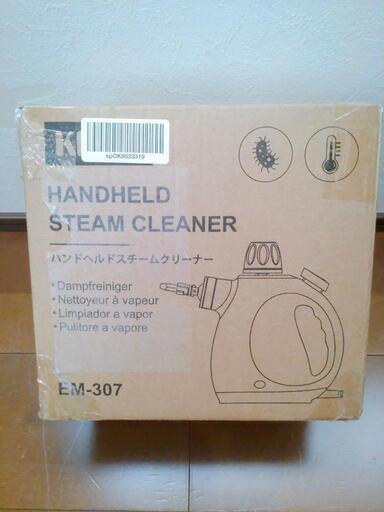 spOK6523319
HANDHELD
STEAM CLEANER
ハンドヘルドスチームクリーナー
• Dampfreiniger
• Nettoyeur à vapeur
• Limpiador a vapor
• Pulitore a vapore
EM-307